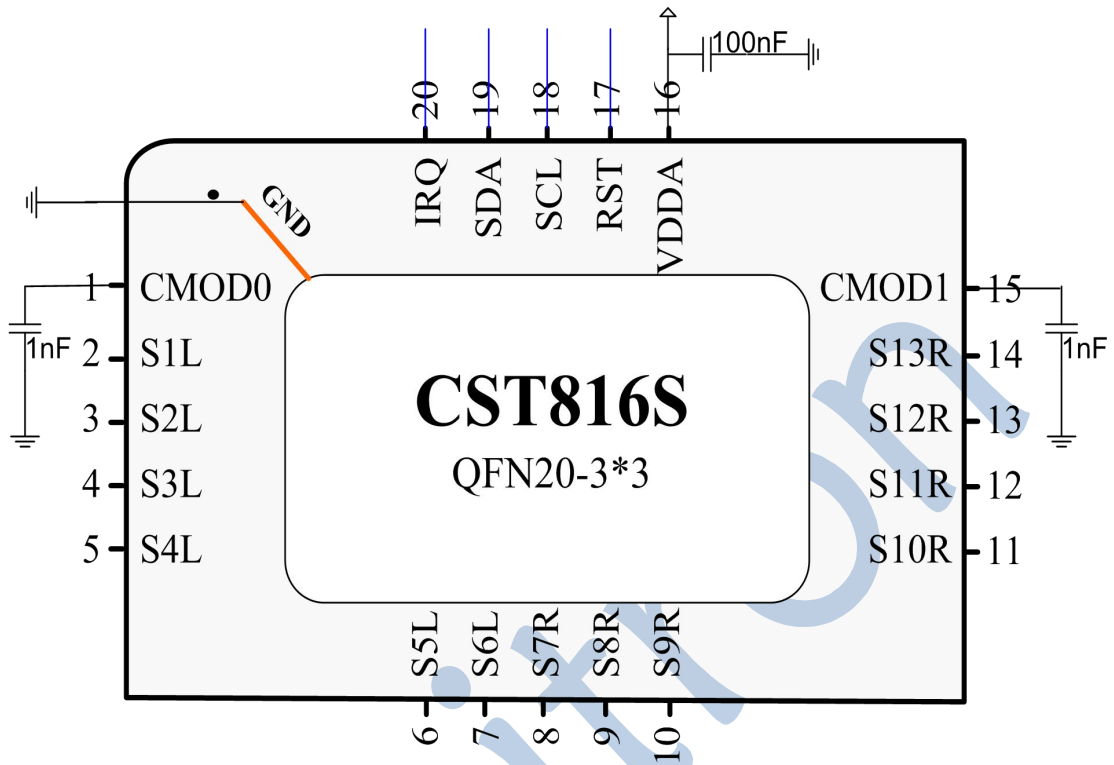 100nF
20 19 18 17 16
IRQ SDA SCL RST VDDA
GND
1 CMOD0
CMOD1 15
1nF
1nF
2 S1L
S13R 14
3 S2L
S12R 13
4 S3L
S11R 12
5 S4L
S10R 11
CST816S
QFN20-3*3
S5L S6L S7R S8R S9R
6 7 8 9 10
itron